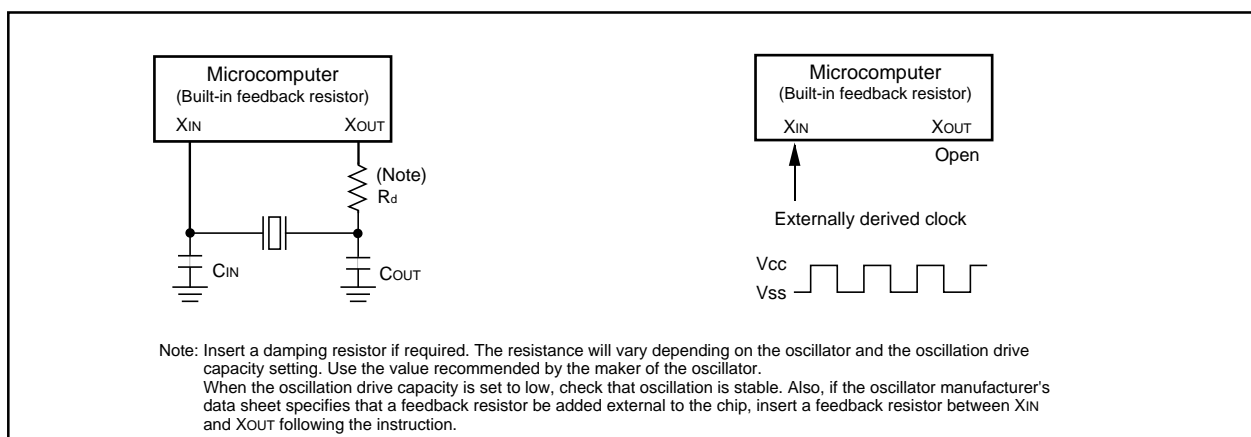 Microcomputer
(Built-in feedback resistor)
XIN XOUT
(Note)
Rd
CIN
COUT
Microcomputer
(Built-in feedback resistor)
XIN XOUT
Open
Externally derived clock
Vcc
Vss
Note: Insert a damping resistor if required. The resistance will vary depending on the oscillator and the oscillation drive
capacity setting. Use the value recommended by the maker of the oscillator.
When the oscillation drive capacity is set to low, check that oscillation is stable. Also, if the oscillator manufacturer's
data sheet specifies that a feedback resistor be added external to the chip, insert a feedback resistor between XIN
and XOUT following the instruction.